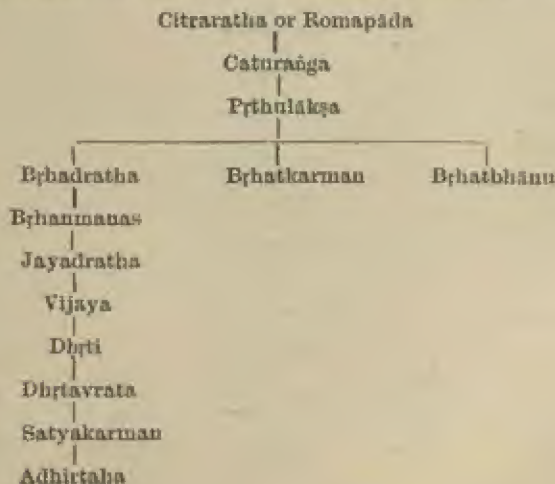 Citraratha or Romapāda
Caturaṅga
Pṛthulākṣa
Bṛhadratha Bṛhatkarman Bṛhatbhānu
Bṛhanmanas
Jayadratha
Vijaya
Dhṛti
Dhṛtavrata
Satyakarman
Adhirtaha